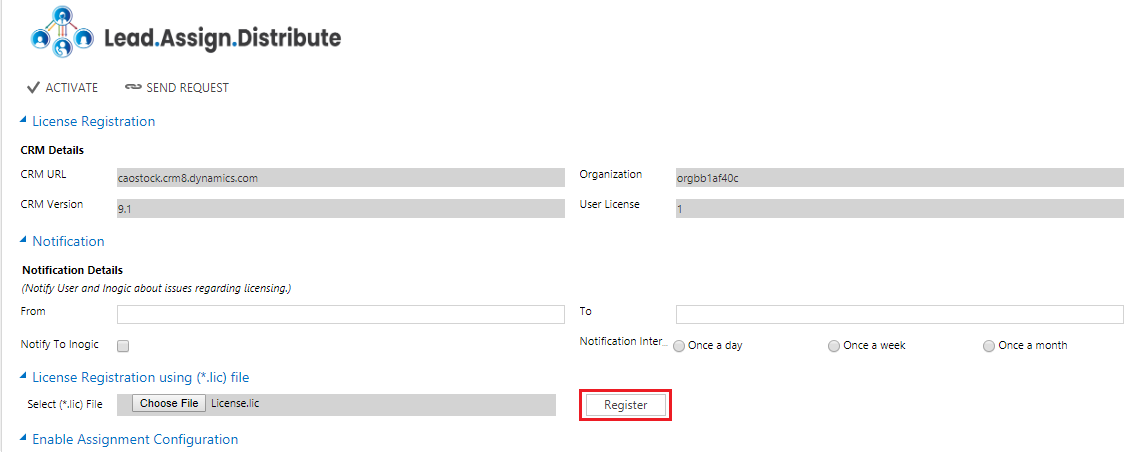 Lead.Assign.Distribute
ACTIVATE SEND REQUEST
License Registration
CRM Details
CRM URL caostock.crm8.dynamics.com Organization orgbb1af40c
CRM Version 9.1 User License 1
Notification
Notification Details
(Notify User and Inogic about issues regarding licensing.)
From To
Notify To Inogic Notification Inter... Once a day Once a week Once a month
License Registration using (*.lic) file
Select (*.lic) File Choose File License.lic Register
Enable Assignment Configuration